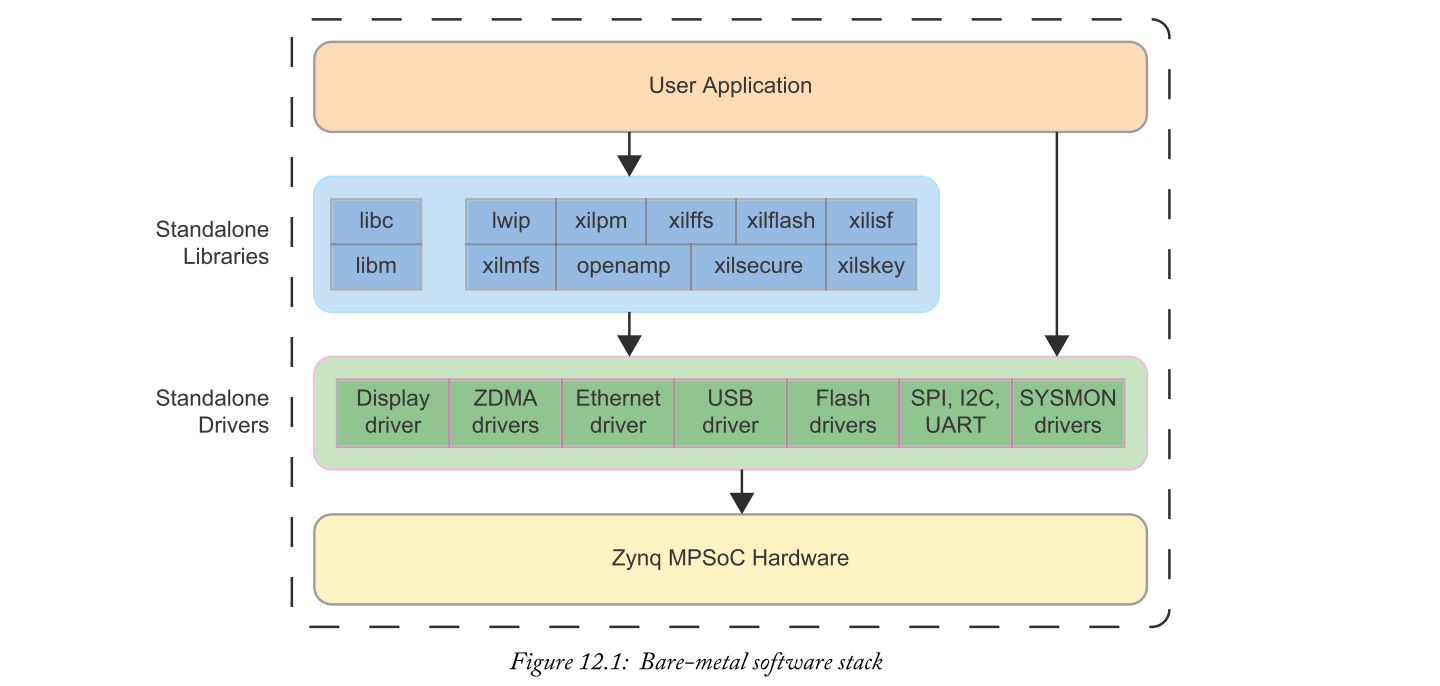 User Application
Standalone
Libraries
libc
lwip
xilpm
xilffs
xilflash
xilisf
libm
xilmfs
openamp
xilsecure
xilskey
Standalone
Drivers
Display
driver
ZDMA
drivers
Ethernet
driver
USB
driver
Flash
drivers
SPI, I2C,
UART
SYSMON
drivers
Zynq MPSoC Hardware
Figure 12.1: Bare-metal software stack